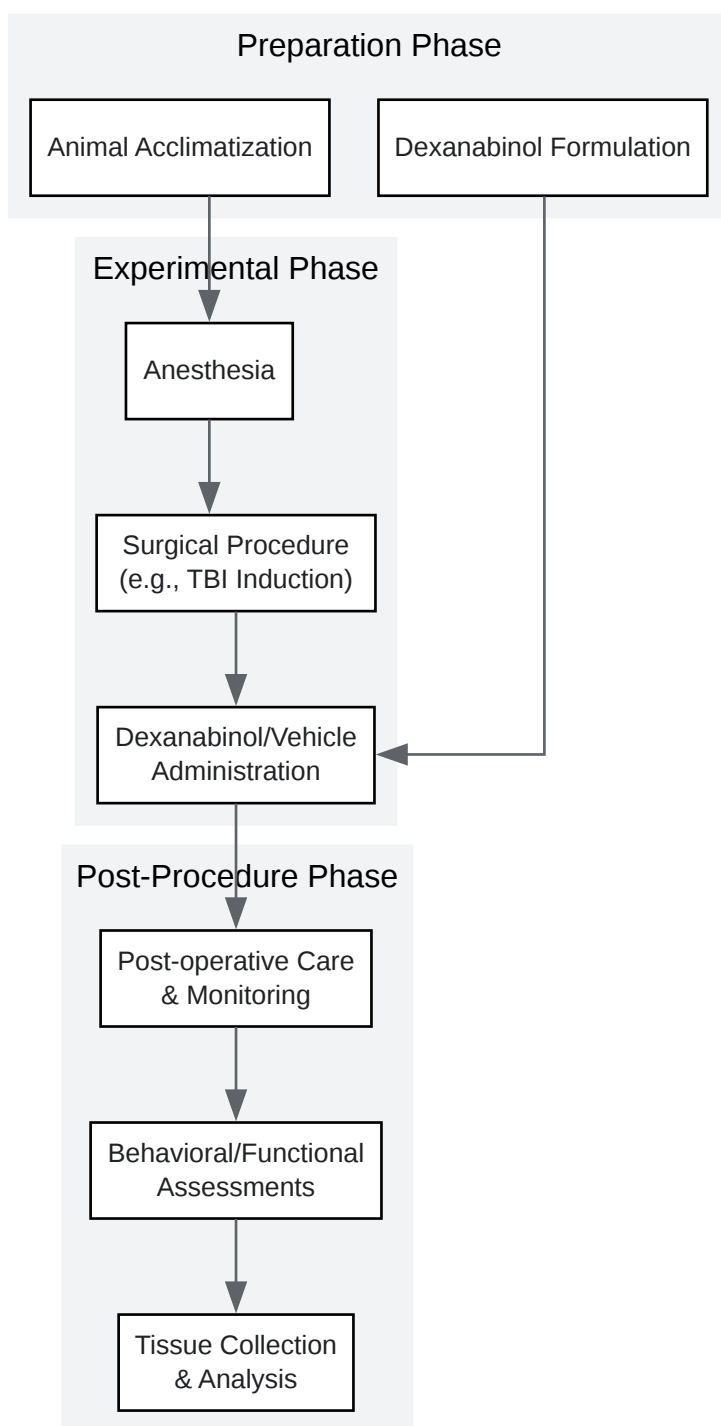 Preparation Phase
Animal Acclimatization
Dexanabinol Formulation
Experimental Phase
Anesthesia
Surgical Procedure
(e.g., TBI Induction)
Dexanabinol/Vehicle
Administration
Post-Procedure Phase
Post-operative Care
& Monitoring
Behavioral/Functional
Assessments
Tissue Collection
& Analysis